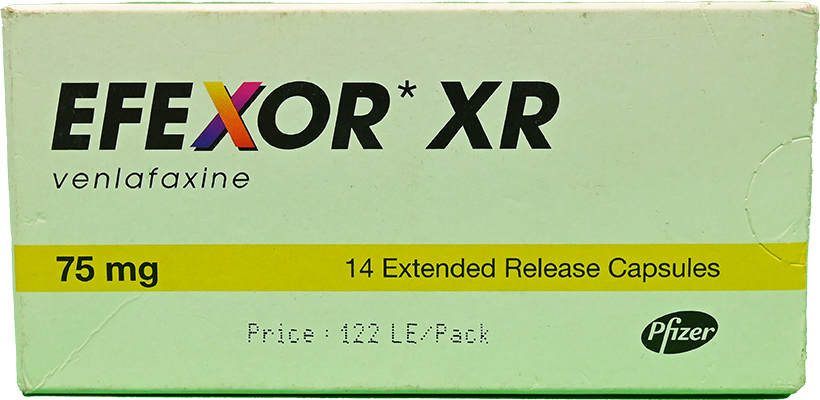 EFEXOR* XR
venlafaxine
75 mg 14 Extended Release Capsules
Price : 122 LE/Pack
Pfizer